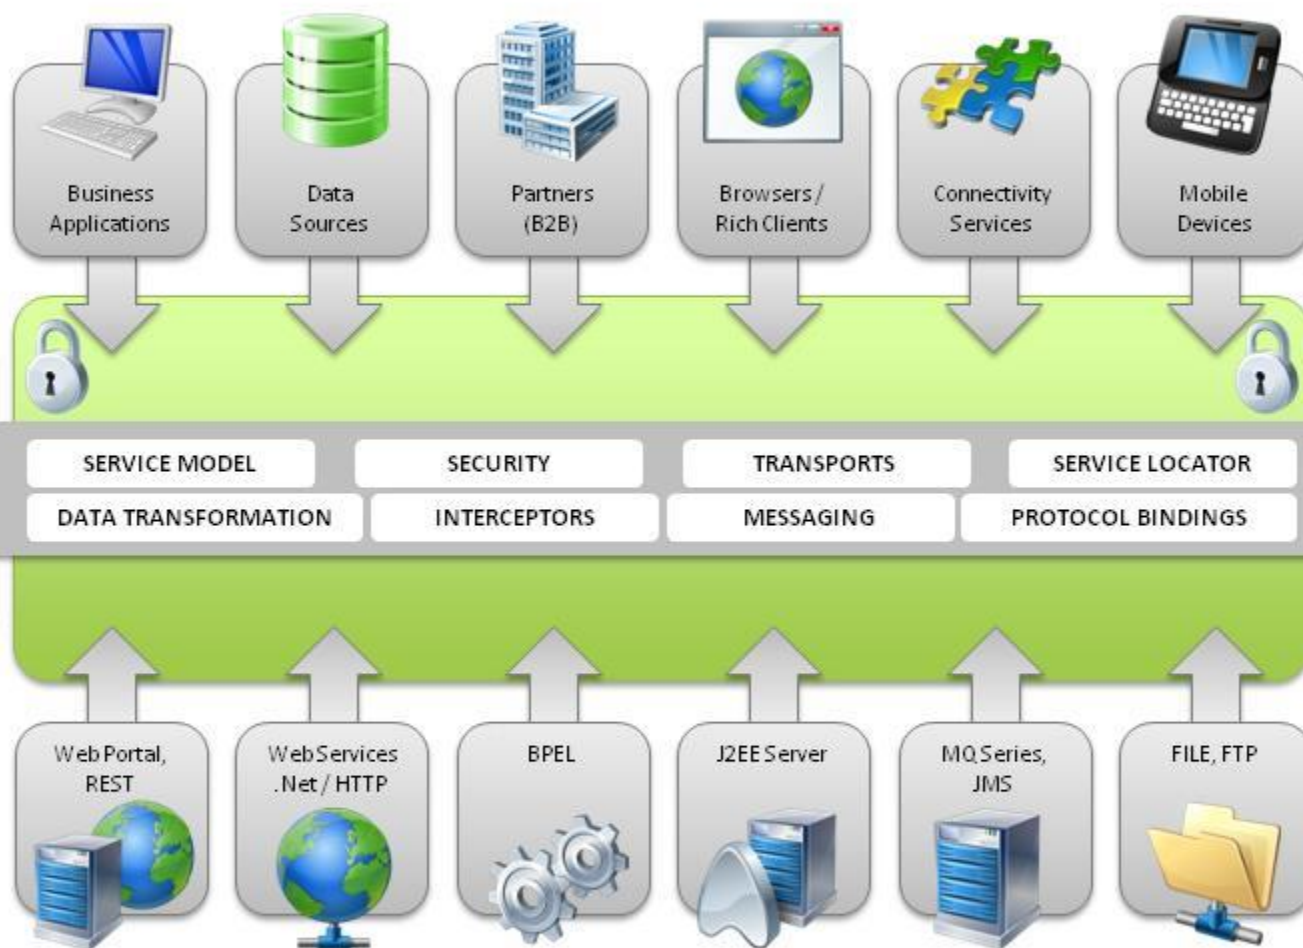 Business
Applications
Data
Sources
Partners
(B2B)
Browsers /
Rich Clients
Connectivity
Services
Mobile
Devices
SERVICE MODEL
SECURITY
TRANSPORTS
SERVICE LOCATOR
DATA TRANSFORMATION
INTERCEPTORS
MESSAGING
PROTOCOL BINDINGS
Web Portal,
REST
Web Services
.Net / HTTP
BPEL
J2EE Server
MQ Series,
JMS
FILE, FTP